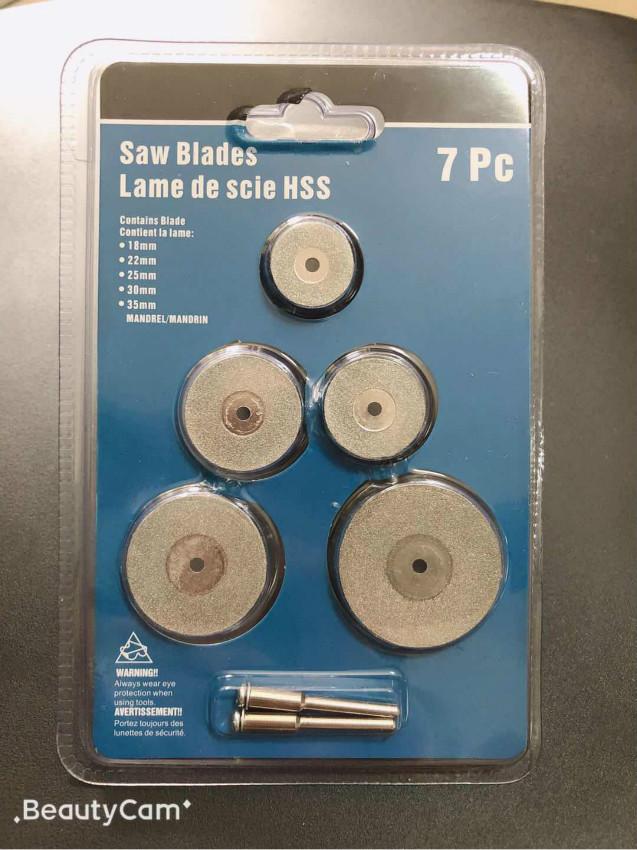 Saw Blades
Lame de scie HSS
7 Pc
Contains Blade
Contient la lame:
• 18mm
• 22mm
• 25mm
• 30mm
• 35mm
MANDREL/MANDRIN
WARNING!!
Always wear eye
protection when
using tools.
AVERTISSEMENT!!
Portez toujours des
lunettes de sécurité.
BeautyCam